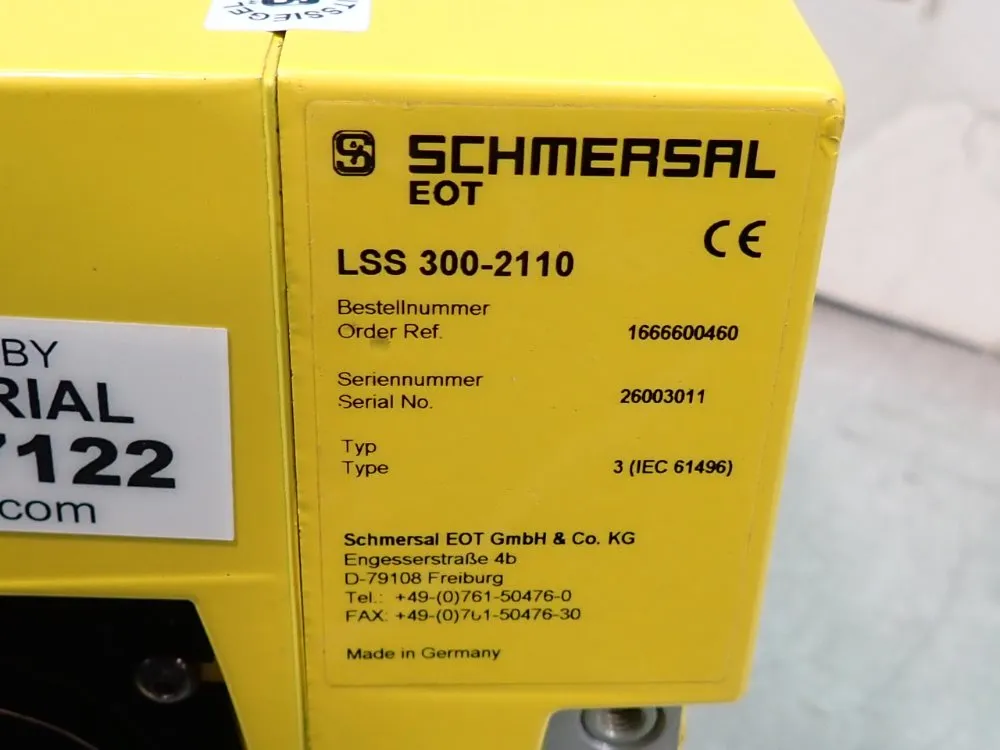 TSSIEGEL
SCHMERSAL
EOT
CE
LSS 300-2110
Bestellnummer
Order Ref. 1666600460
Seriennummer
Serial No. 26003011
Typ
Type 3 (IEC 61496)
Schmersal EOT GmbH & Co. KG
Engesserstraße 4b
D-79108 Freiburg
Tel.: +49-(0)761-50476-0
FAX: +49-(0)761-50476-30
Made in Germany
BY
RIAL
7122
.com